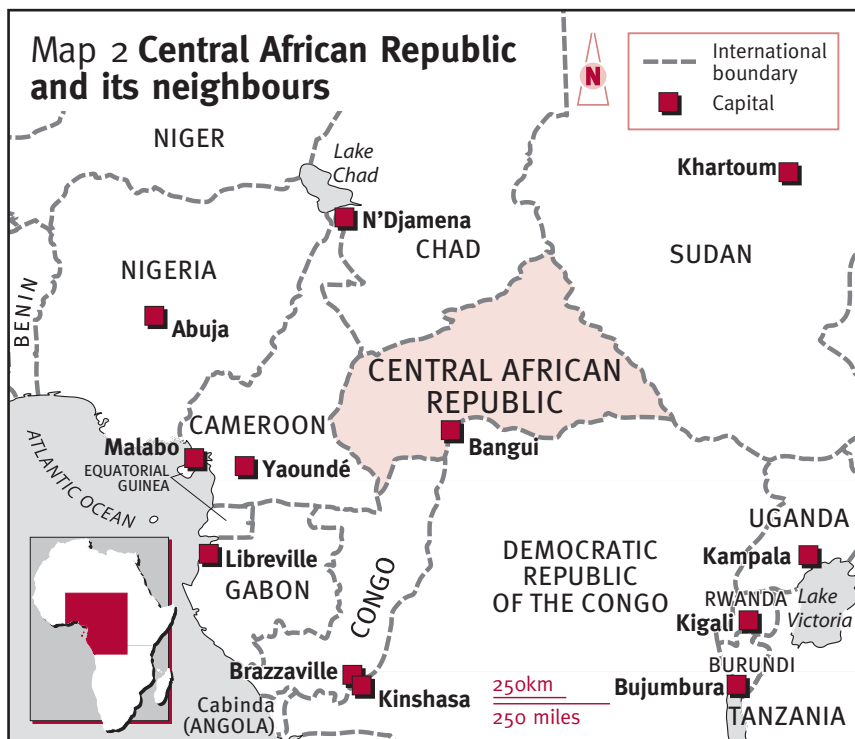 Map 2 Central African Republic
and its neighbours
International
boundary
N
Capital
NIGER
Lake
Chad
Khartoum
N'Djamena
CHAD
SUDAN
NIGERIA
BENIN
Abuja
CENTRAL AFRICAN
REPUBLIC
CAMEROON
Bangui
Malabo
EQUATORIAL
GUINEA
Yaoundé
ATLANTIC OCEAN
UGANDA
Libreville
GABON
CONGO
DEMOCRATIC
REPUBLIC
OF THE CONGO
Kampala
RWANDA
Lake
Victoria
Kigali
BURUNDI
Brazzaville
Kinshasa
250km
250 miles
Bujumbura
Cabinda
(ANGOLA)
TANZANIA